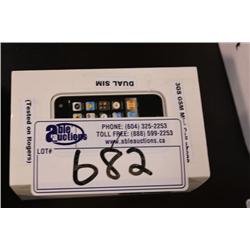 DUAL SIM
3GS GSM
(Tested on Rogers)
able
auctions
PHONE: (604) 325-2253
TOLL FREE: (888) 599-2253
www.ableauctions.ca
LOT#
682